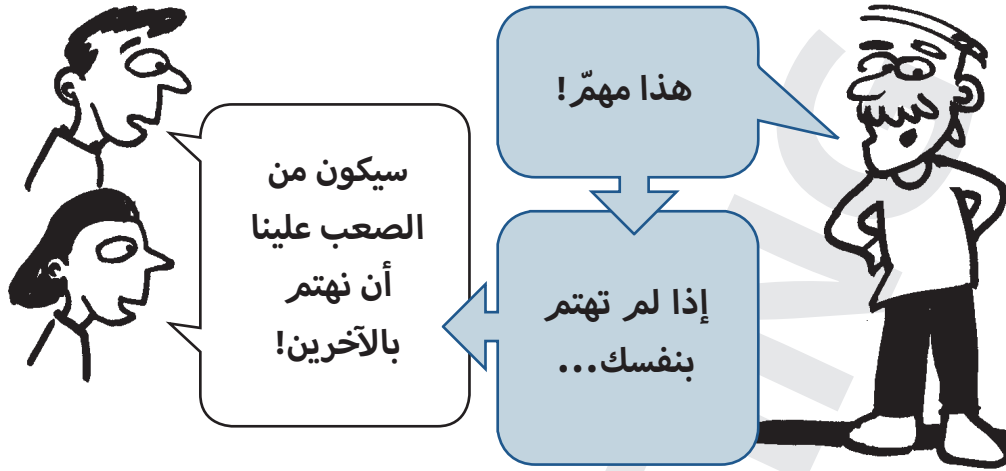 هذا مهمّ!
إذا لم تهتم
بنفسك...
سيكون من
الصعب علينا
أن نهتم
بالآخرين!